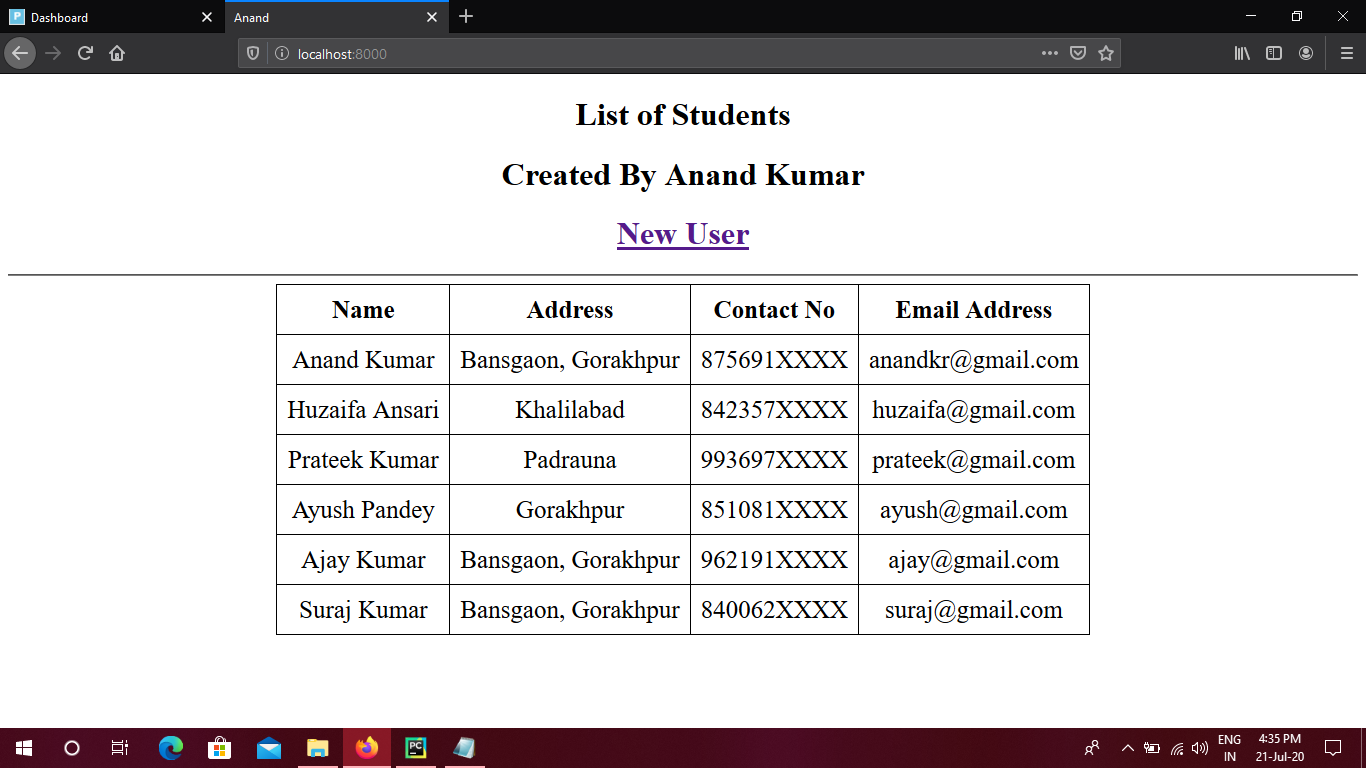 Dashboard
Anand
localhost:8000
List of Students
Created By Anand Kumar
New User
Name Address Contact No Email Address
Anand Kumar Bansgaon, Gorakhpur 875691XXXX anandkr@gmail.com
Huzaifa Ansari Khalilabad 842357XXXX huzaifa@gmail.com
Prateek Kumar Padrauna 993697XXXX prateek@gmail.com
Ayush Pandey Gorakhpur 851081XXXX ayush@gmail.com
Ajay Kumar Bansgaon, Gorakhpur 962191XXXX ajay@gmail.com
Suraj Kumar Bansgaon, Gorakhpur 840062XXXX suraj@gmail.com
PC
ENG 4:35 PM
IN 21-Jul-20